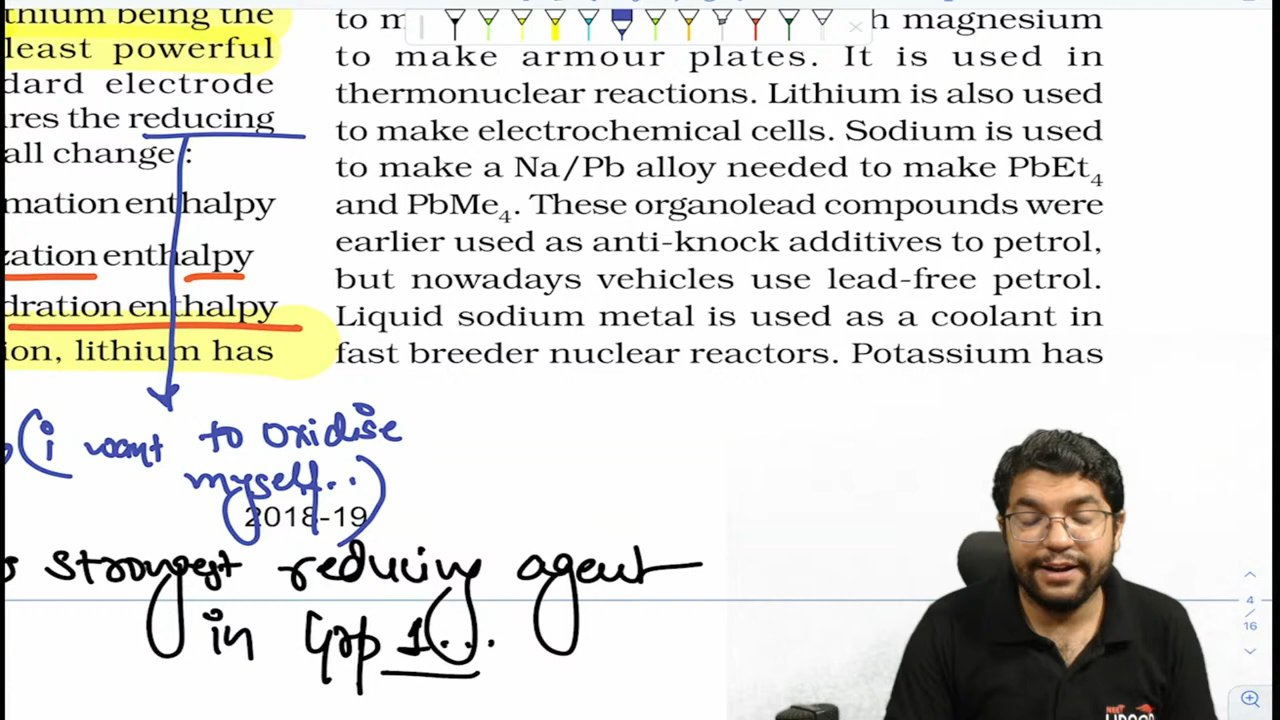 thium being the
least powerful
dard electrode
res the reducing
all change :
mation enthalpy
zation enthalpy
dration enthalpy
ion, lithium has
to m h magnesium
to make armour plates. It is used in
thermonuclear reactions. Lithium is also used
to make electrochemical cells. Sodium is used
to make a Na/Pb alloy needed to make PbEt4
and PbMe4. These organolead compounds were
earlier used as anti-knock additives to petrol,
but nowadays vehicles use lead-free petrol.
Liquid sodium metal is used as a coolant in
fast breeder nuclear reactors. Potassium has
(i want to oxidise
myself..)
2018-19
strongest reducing agent
in Grp 1...
4
/
16
NEET